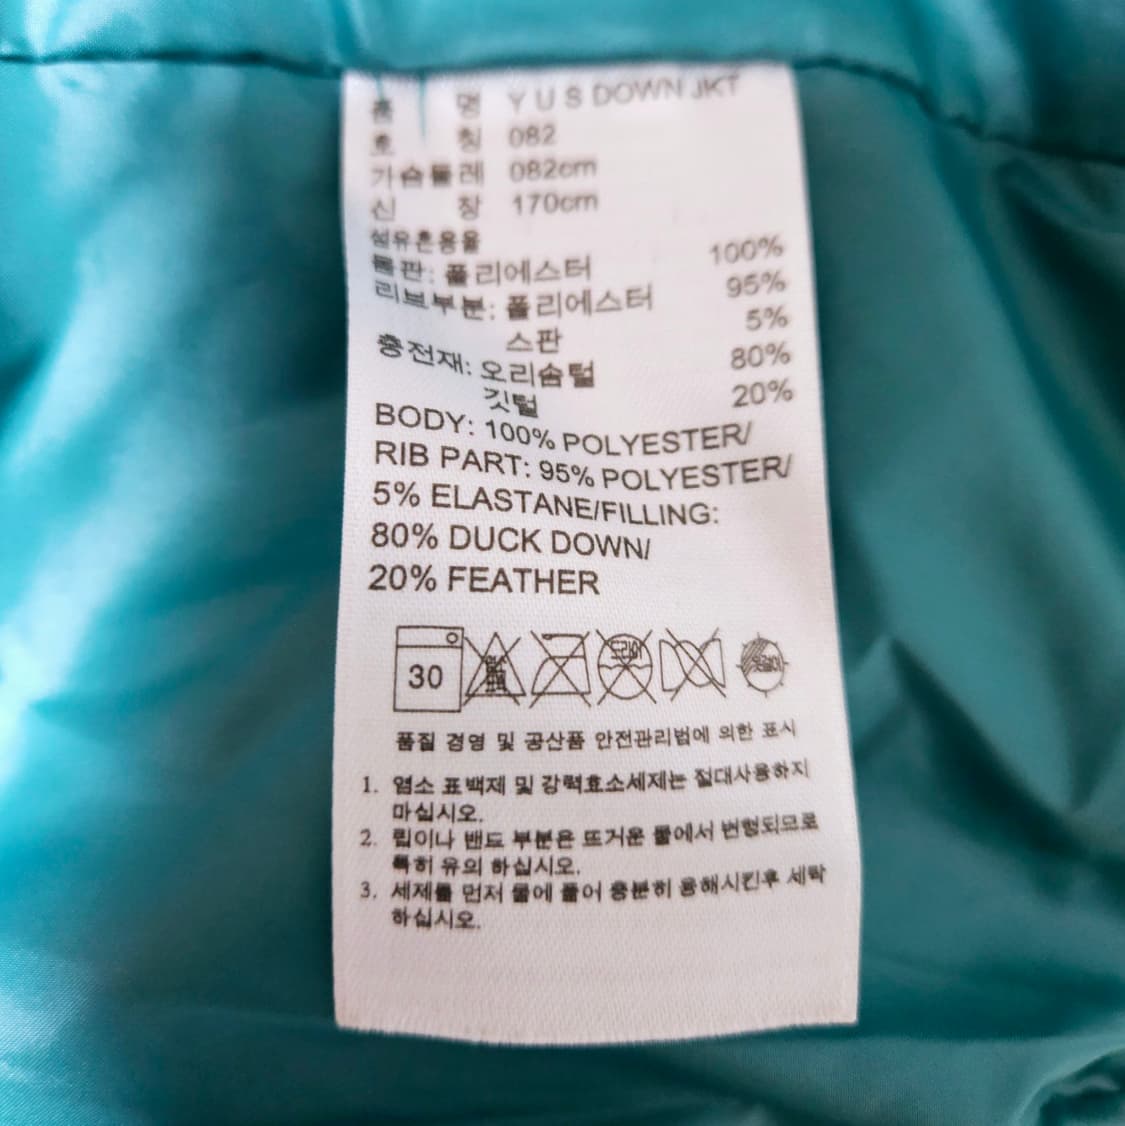 품 명 Y U S DOWN JKT
호 칭 082
가슴둘레 082cm
신 장 170cm
섬유혼용율
몸판: 폴리에스터 100%
리브부분: 폴리에스터 95%
스판 5%
충전재: 오리솜털 80%
깃털 20%
BODY: 100% POLYESTER/
RIB PART: 95% POLYESTER/
5% ELASTANE/FILLING:
80% DUCK DOWN/
20% FEATHER
30 드라이
품질 경영 및 공산품 안전관리법에 의한 표시
1. 염소 표백제 및 강력효소세제는 절대사용하지
마십시오.
2. 립이나 밴드 부분은 뜨거운 물에서 변형되므로
특히 유의 하십시오.
3. 세제를 먼저 물에 풀어 충분히 용해시킨후 세탁
하십시오.